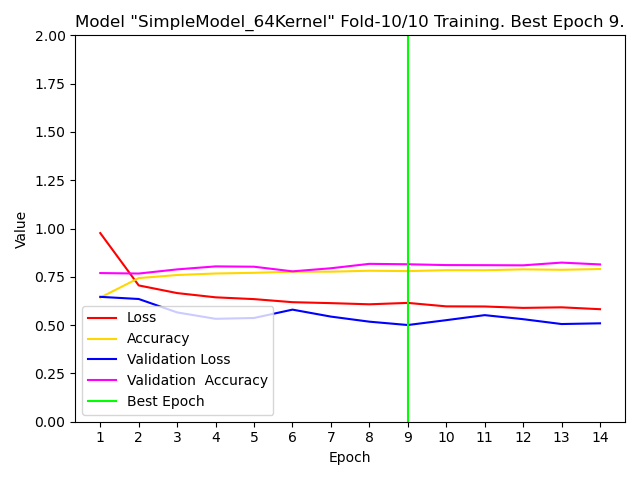 Model "SimpleModel_64Kernel" Fold-10/10 Training. Best Epoch 9.
2.00
1.75
1.50
1.25
1.00
0.75
0.50
0.25
0.00
Value
Loss
Accuracy
Validation Loss
Validation  Accuracy
Best Epoch
1 2 3 4 5 6 7 8 9 10 11 12 13 14
Epoch